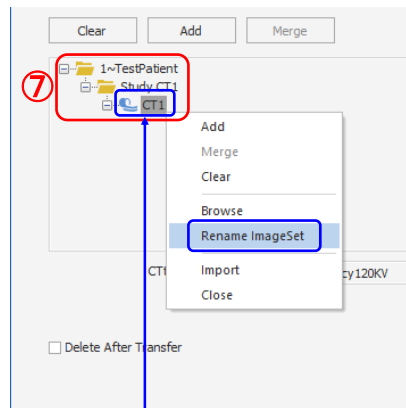 Clear Add Merge
⑦
1~TestPatient
Study CT1
CT1
Add
Merge
Clear
Browse
Rename ImageSet
Import
Close
cy120KV
Delete After Transfer